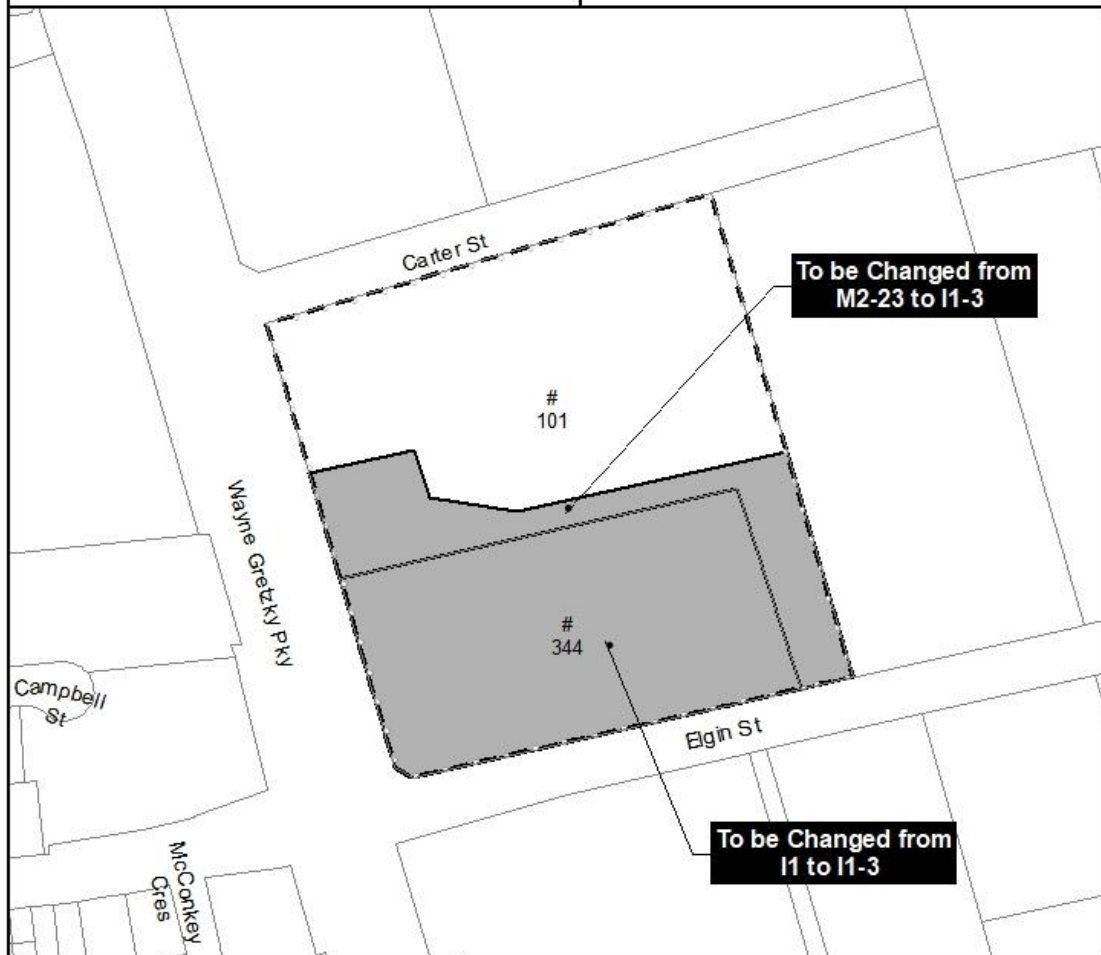 Carter St
To be Changed from
M2-23 to I1-3
#
101
Wayne Gretzky Pky
#
344
Campbell
St
Elgin St
To be Changed from
I1 to I1-3
McConkey
Cres